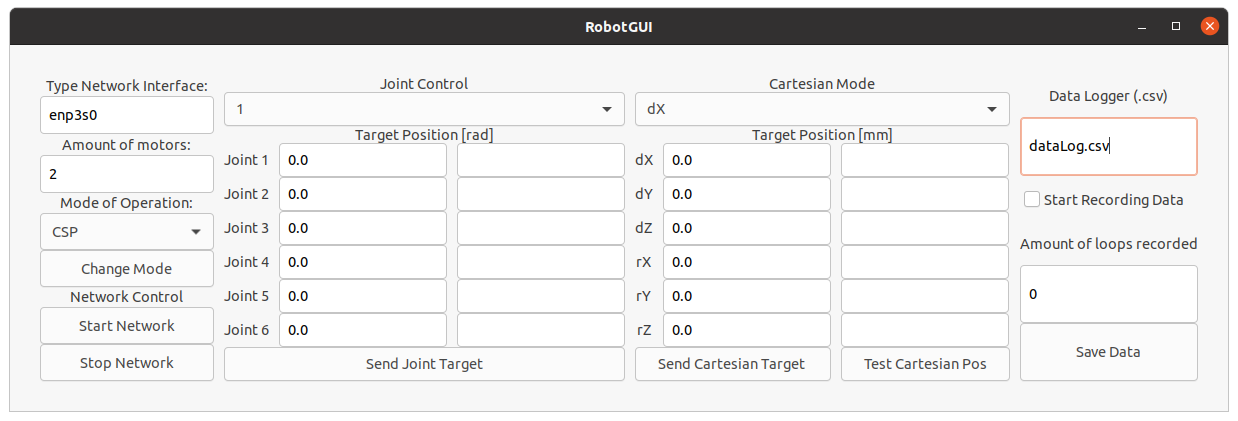 RobotGUI
Type Network Interface:
enp3s0
Amount of motors:
2
Mode of Operation:
CSP
Change Mode
Network Control
Start Network
Stop Network
Joint Control
1
Target Position [rad]
Joint 1 0.0
Joint 2 0.0
Joint 3 0.0
Joint 4 0.0
Joint 5 0.0
Joint 6 0.0
Send Joint Target
Cartesian Mode
dX
Target Position [mm]
dX 0.0
dY 0.0
dZ 0.0
rX 0.0
rY 0.0
rZ 0.0
Send Cartesian Target Test Cartesian Pos
Data Logger (.csv)
dataLog.csv
Start Recording Data
Amount of loops recorded
0
Save Data